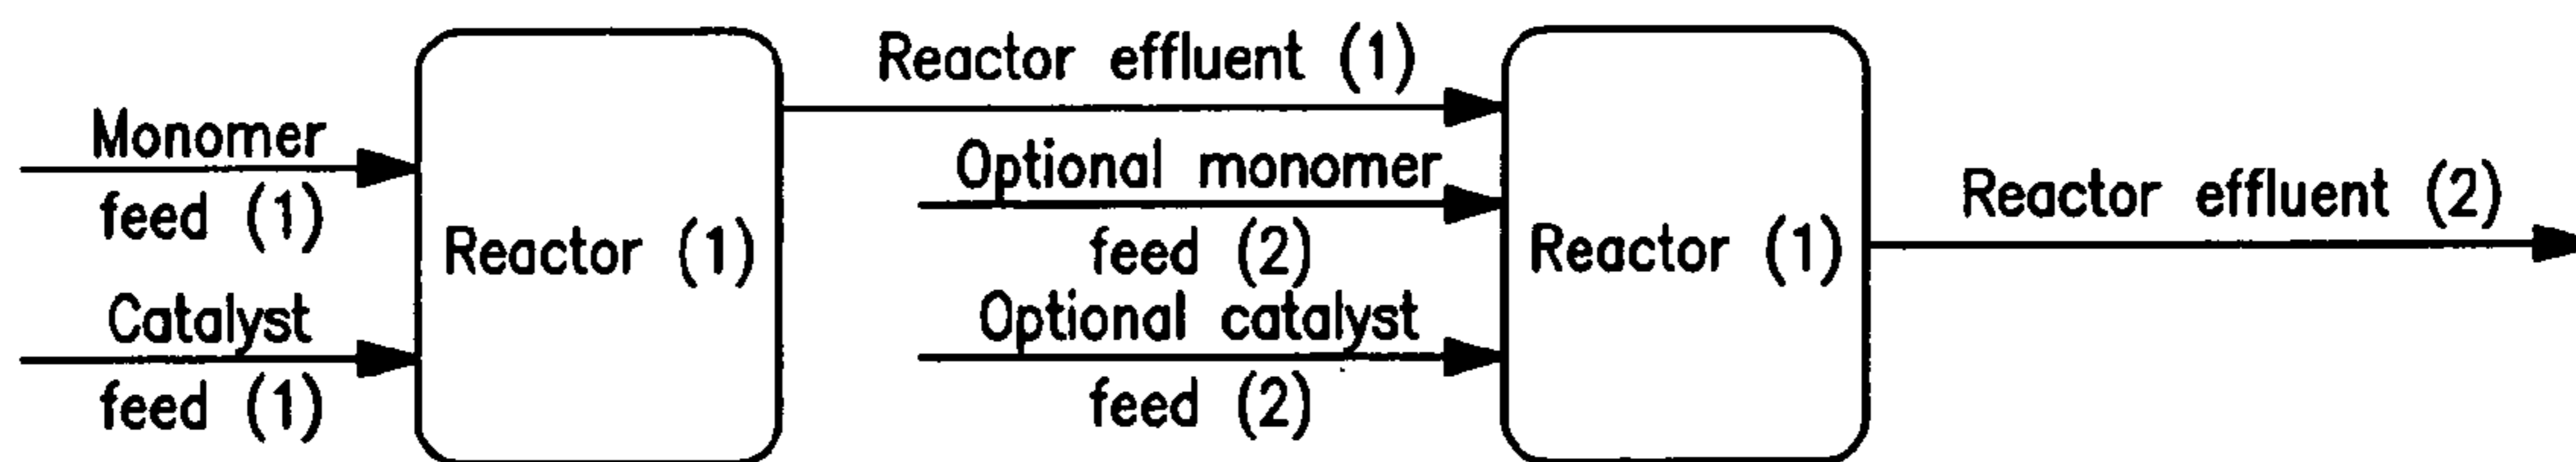 Monomer
feed (1)
Catalyst
feed (1)
Reactor (1)
Reactor effluent (1)
Optional monomer
feed (2)
Optional catalyst
feed (2)
Reactor (1)
Reactor effluent (2)